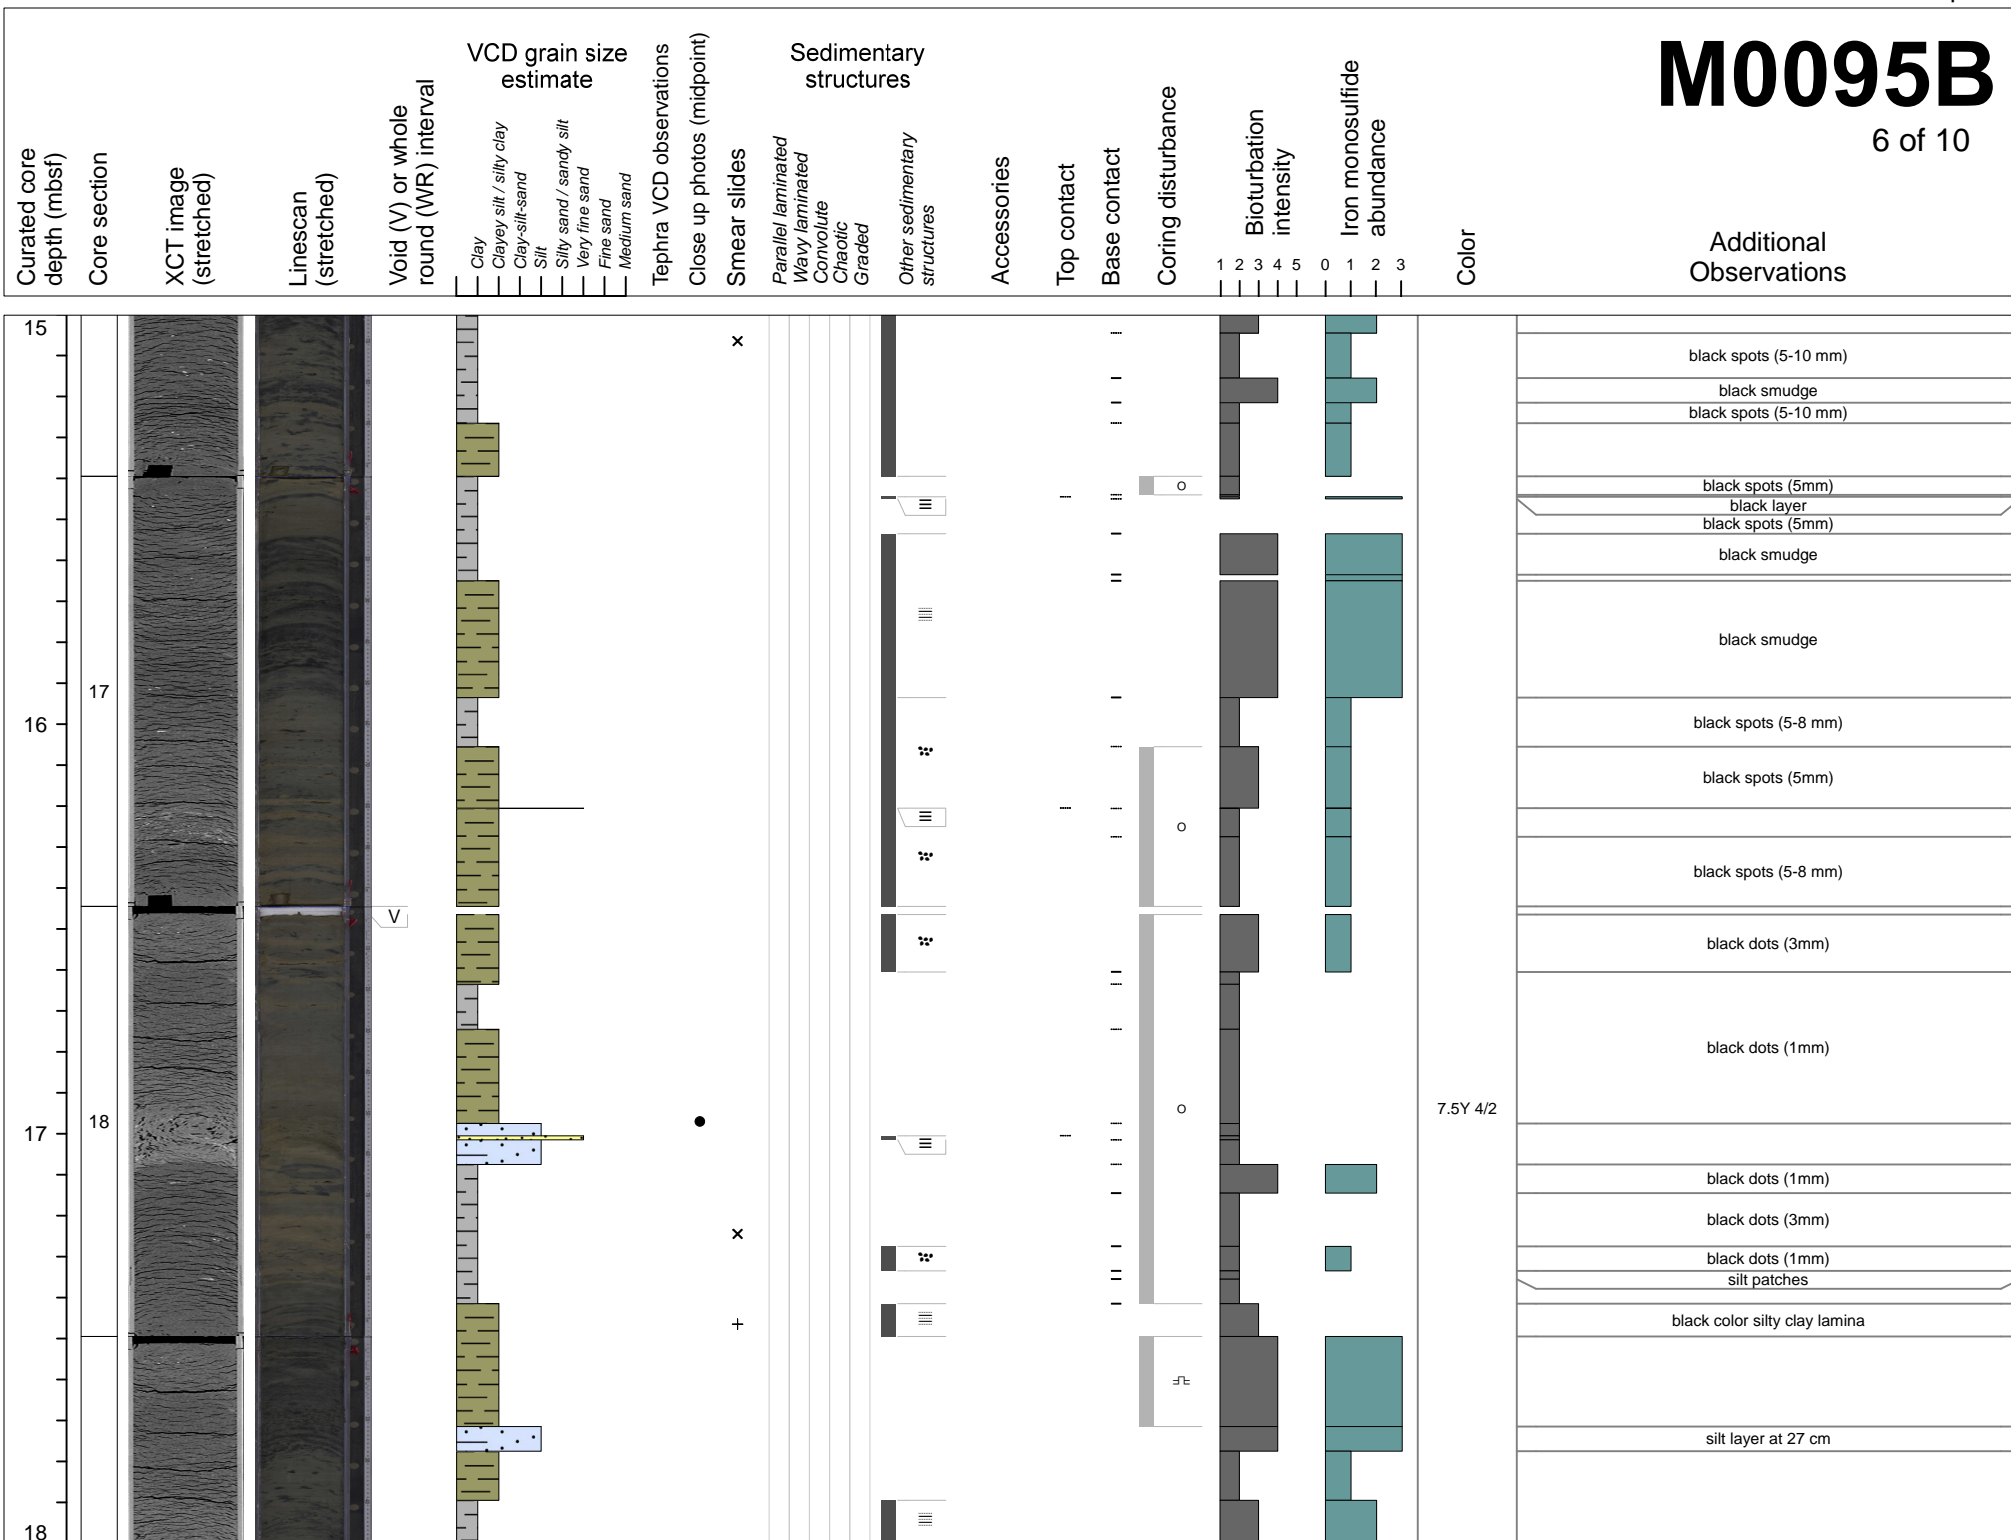 M0095B
6 of 10
Curated core
depth (mbsf)
Core section
XCT image
(stretched)
Linescan
(stretched)
Void (V) or whole
round (WR) interval
VCD grain size
estimate
Clay
Clayey silt / silty clay
Clay-silt-sand
Silt
Silty sand / sandy silt
Very fine sand
Fine sand
Medium sand
Tephra VCD observations
Close up photos (midpoint)
Smear slides
Sedimentary
structures
Parallel laminated
Wavy laminated
Convolute
Chaotic
Graded
Other sedimentary
structures
Accessories
Top contact
Base contact
Coring disturbance
Bioturbation
intensity
1 2 3 4 5
Iron monosulfide
abundance
0 1 2 3
Color
Additional
Observations
15
black spots (5-10 mm)
black smudge
black spots (5-10 mm)
black spots (5mm)
black layer
black spots (5mm)
black smudge
black smudge
17
16
black spots (5-8 mm)
black spots (5mm)
black spots (5-8 mm)
V
black dots (3mm)
black dots (1mm)
7.5Y 4/2
18
17
black dots (1mm)
black dots (3mm)
black dots (1mm)
silt patches
black color silty clay lamina
silt layer at 27 cm
18